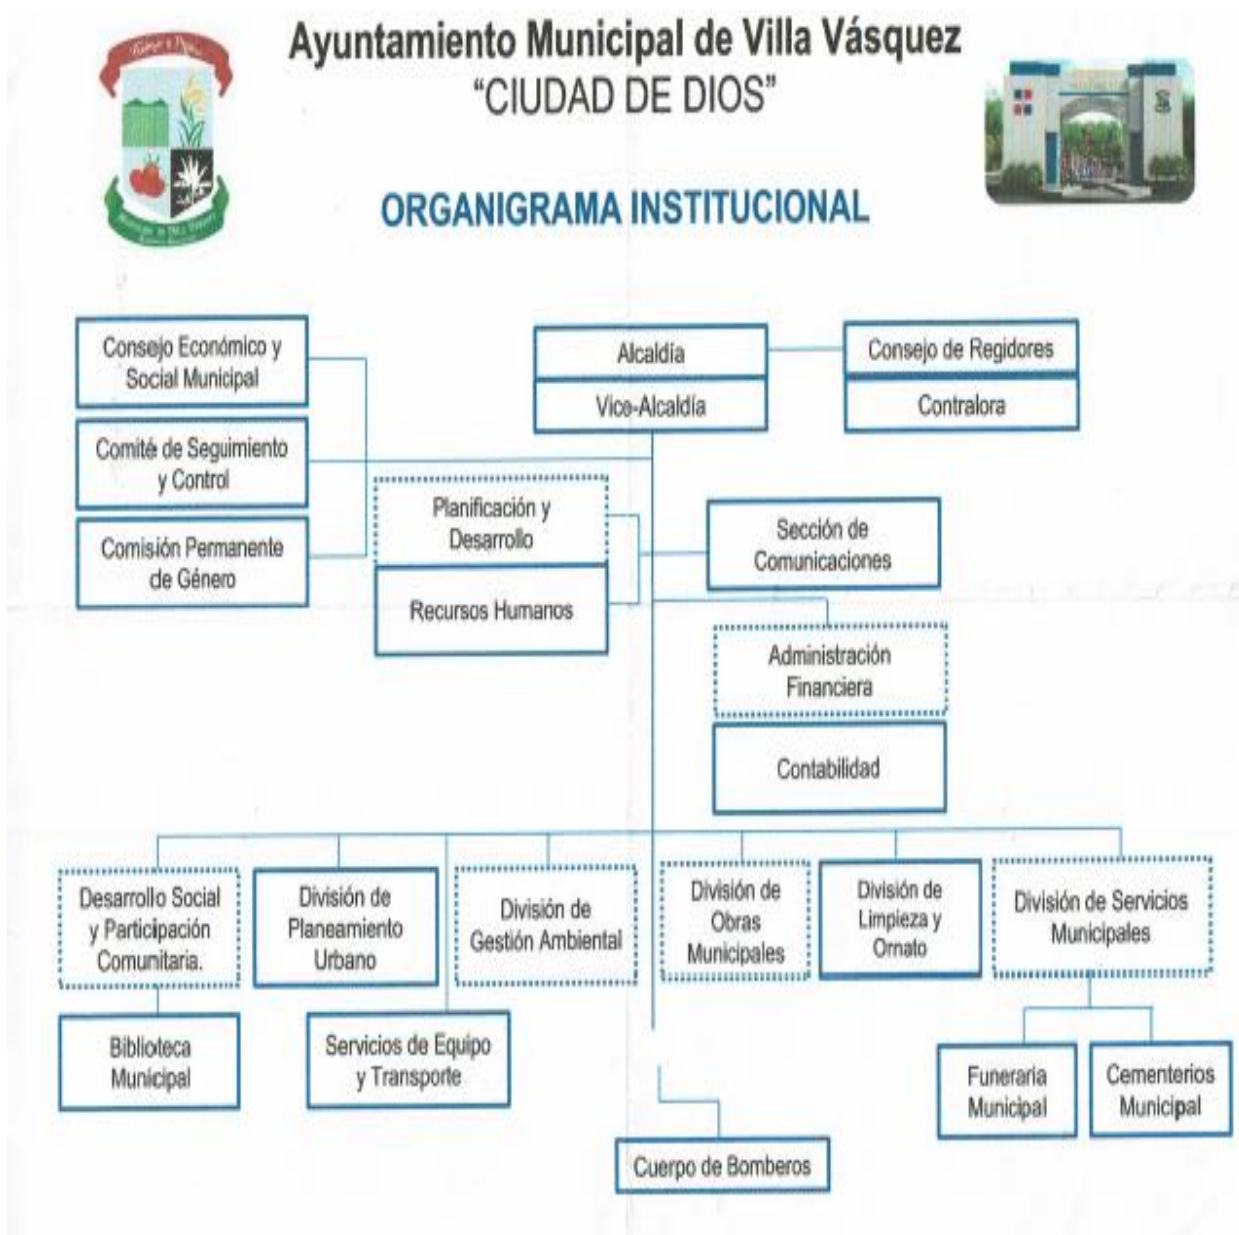 Ayuntamiento Municipal de Villa Vásquez
“CIUDAD DE DIOS”
ORGANIGRAMA INSTITUCIONAL
Consejo Económico y
Social Municipal
Alcaldía
Consejo de Regidores
Vice-Alcaldía
Contralora
Comité de Seguimiento
y Control
Planificación y
Desarrollo
Sección de
Comunicaciones
Comisión Permanente
de Género
Recursos Humanos
Administración
Financiera
Contabilidad
Desarrollo Social
y Participación
Comunitaria.
División de
Planeamiento
Urbano
División de
Gestión Ambiental
División de
Obras
Municipales
División de
Limpieza y
Ornato
División de Servicios
Municipales
Biblioteca
Municipal
Servicios de Equipo
y Transporte
Funeraria
Municipal
Cementerios
Municipal
Cuerpo de Bomberos